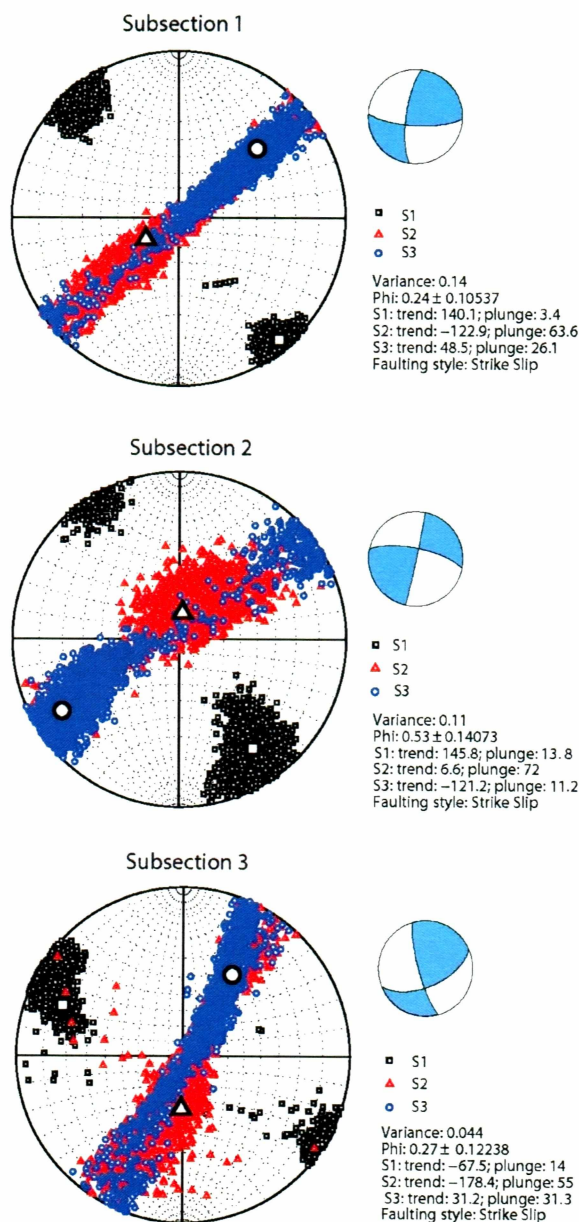 Subsection 1
S1
S2
S3
Variance: 0.14
Phi: 0.24 ± 0.10537
S1: trend: 140.1; plunge: 3.4
S2: trend: −122.9; plunge: 63.6
S3: trend: 48.5; plunge: 26.1
Faulting style: Strike Slip
Subsection 2
S1
S2
S3
Variance: 0.11
Phi: 0.53 ± 0.14073
S1: trend: 145.8; plunge: 13.8
S2: trend: 6.6; plunge: 72
S3: trend: −121.2; plunge: 11.2
Faulting style: Strike Slip
Subsection 3
S1
S2
S3
Variance: 0.044
Phi: 0.27 ± 0.12238
S1: trend: −67.5; plunge: 14
S2: trend: −178.4; plunge: 55
S3: trend: 31.2; plunge: 31.3
Faulting style: Strike Slip